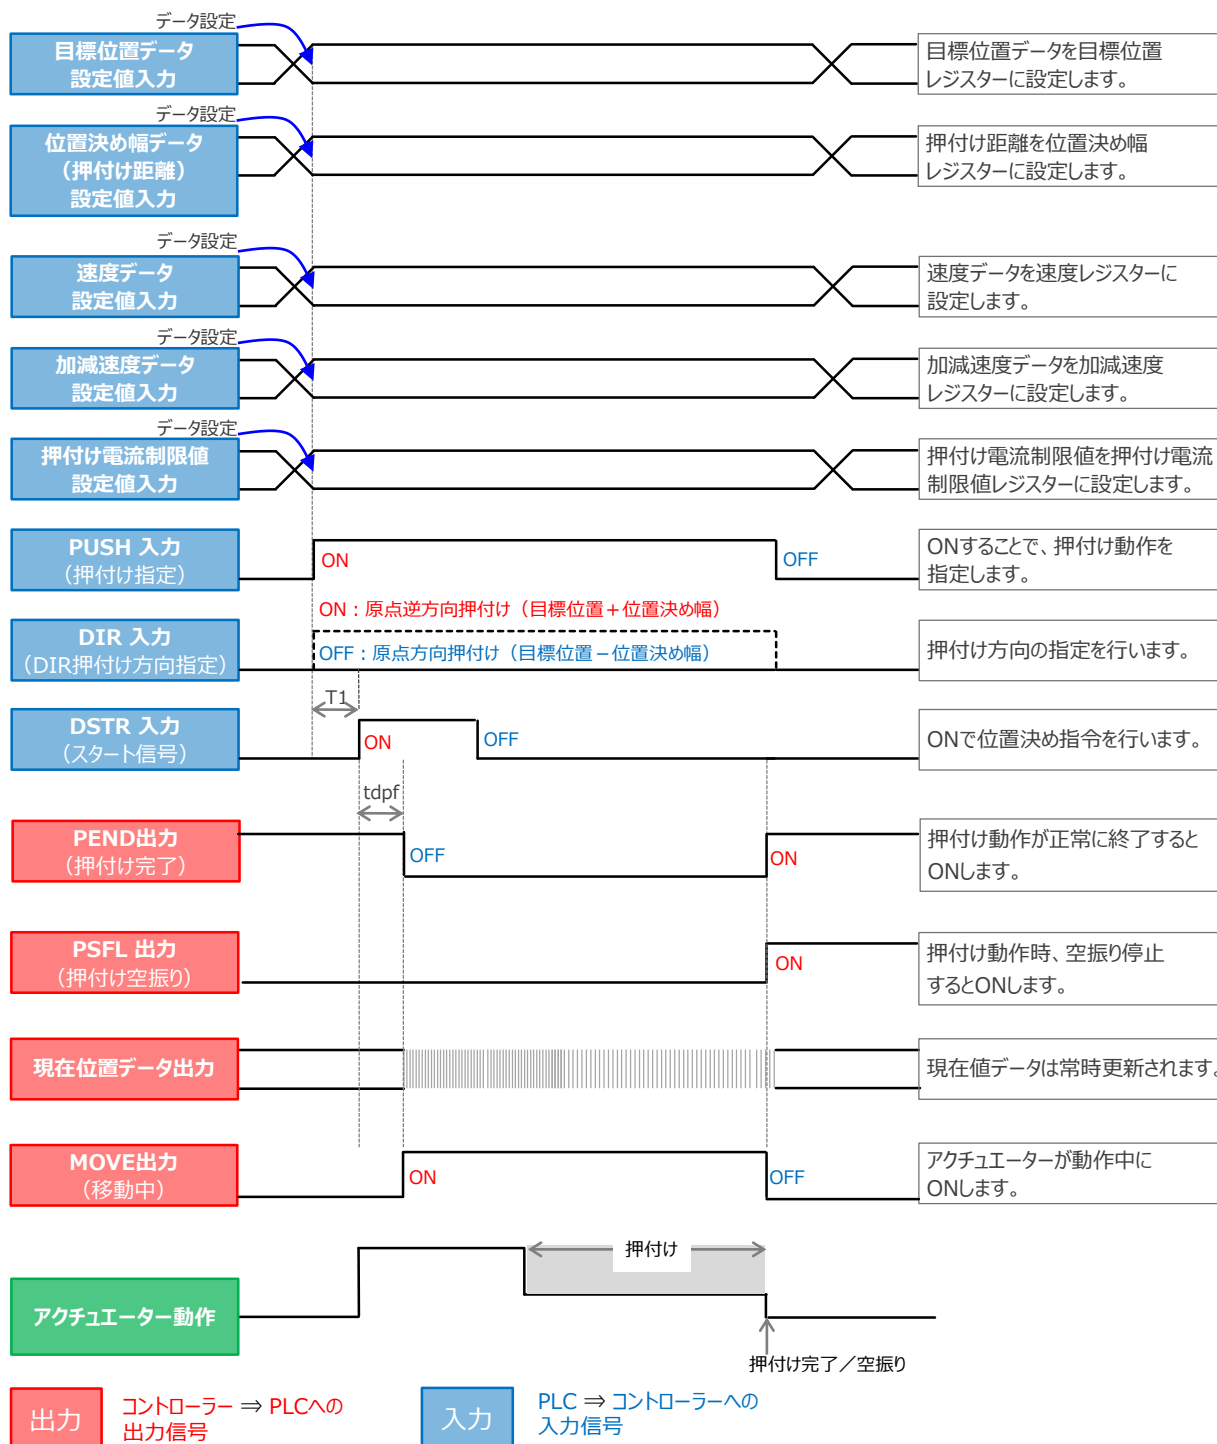 データ設定
目標位置データ
設定値入力
目標位置データを目標位置
レジスターに設定します。
データ設定
位置決め幅データ
（押付け距離）
設定値入力
押付け距離を位置決め幅
レジスターに設定します。
データ設定
速度データ
設定値入力
速度データを速度レジスターに
設定します。
データ設定
加減速度データ
設定値入力
加減速度データを加減速度
レジスターに設定します。
データ設定
押付け電流制限値
設定値入力
押付け電流制限値を押付け電流
制限値レジスターに設定します。
PUSH 入力
（押付け指定）
ON
OFF
ONすることで、押付け動作を
指定します。
ON：原点逆方向押付け（目標位置＋位置決め幅）
DIR 入力
（DIR押付け方向指定）
OFF：原点方向押付け（目標位置－位置決め幅）
押付け方向の指定を行います。
T1
DSTR 入力
（スタート信号）
ON
OFF
ONで位置決め指令を行います。
tdpf
PEND出力
（押付け完了）
OFF
ON
押付け動作が正常に終了すると
ONします。
PSFL 出力
（押付け空振り）
ON
押付け動作時、空振り停止
するとONします。
現在位置データ出力
現在値データは常時更新されます。
MOVE出力
（移動中）
ON
OFF
アクチュエーターが動作中に
ONします。
押付け
アクチュエーター動作
押付け完了／空振り
出力
コントローラー ⇒ PLCへの
出力信号
入力
PLC ⇒ コントローラーへの
入力信号